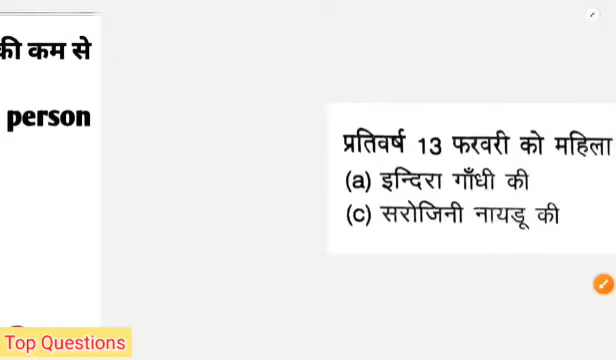 की कम से
person
प्रतिवर्ष 13 फरवरी को महिला
(a) इन्दिरा गाँधी की
(c) सरोजिनी नायडू की
Top Questions